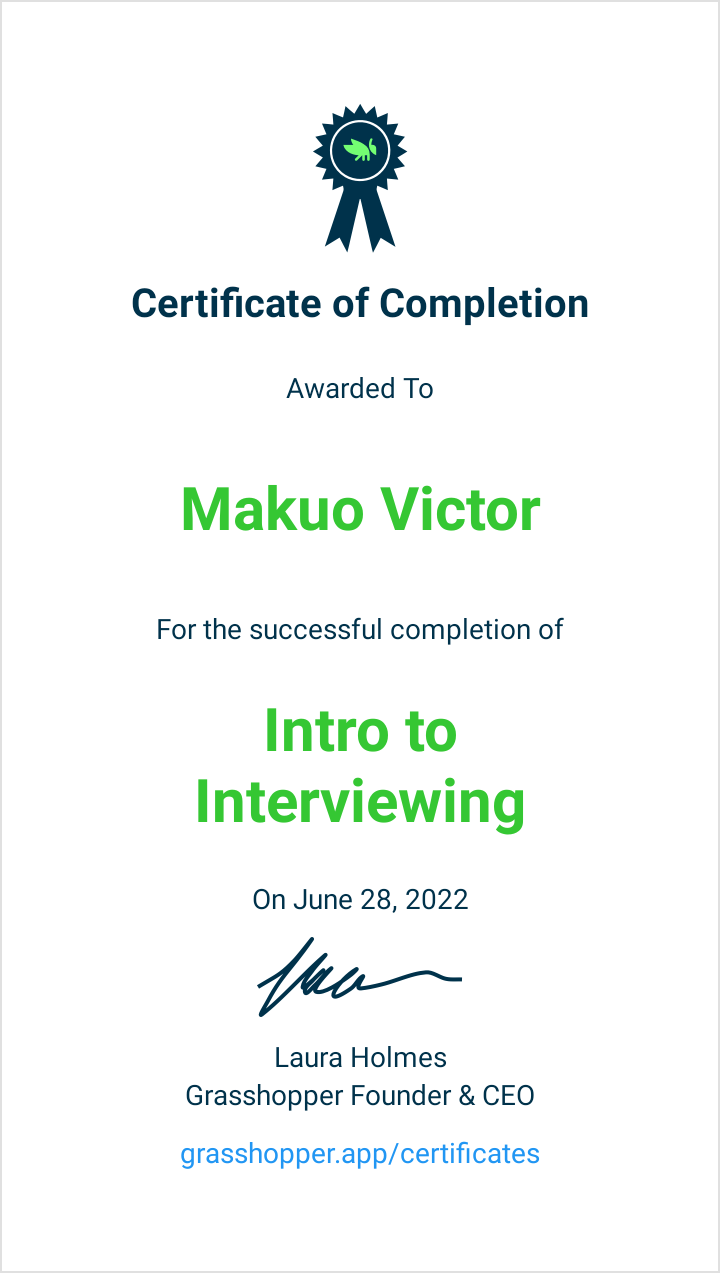 Certificate of Completion
Awarded To
Makuo Victor
For the successful completion of
Intro to
Interviewing
On June 28, 2022
Laura Holmes
Grasshopper Founder & CEO
grasshopper.app/certificates